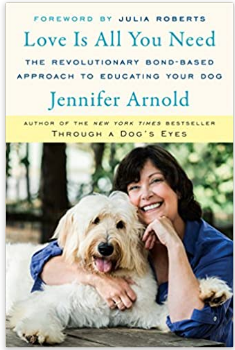 FOREWORD BY JULIA ROBERTS
Love Is All You Need
THE REVOLUTIONARY BOND-BASED
APPROACH TO EDUCATING YOUR DOG
Jennifer Arnold
AUTHOR OF THE NEW YORK TIMES BESTSELLER
THROUGH A DOG'S EYES